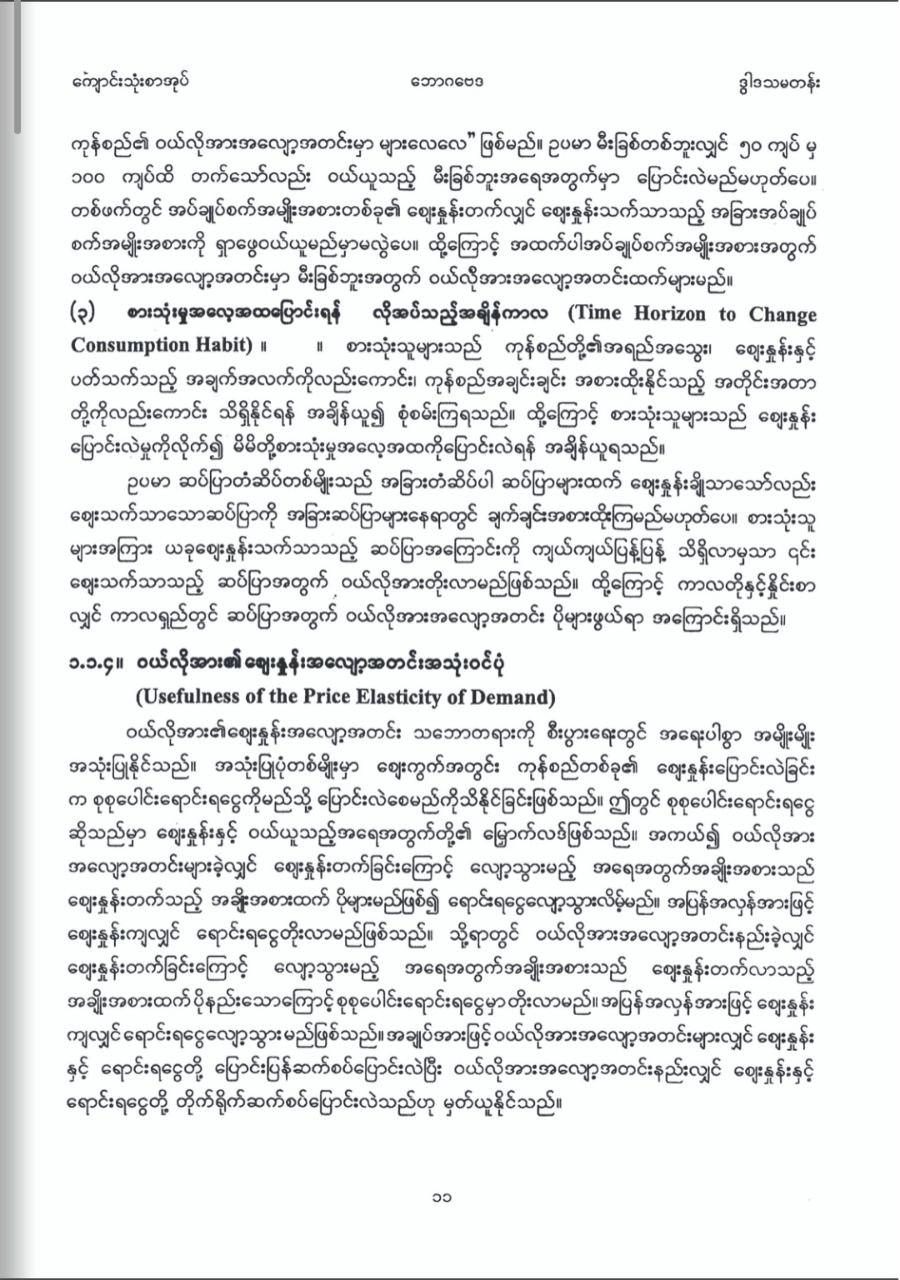 ကျောင်းသုံးစာအုပ် ဘောဂဗေဒ ဒွါဒသမတန်း
ကုန်စည်၏ ဝယ်လိုအားအလျော့အတင်းမှာ များလေလေ" ဖြစ်မည်။ ဥပမာ မီးခြစ်တစ်ဘူးလျှင် ၅၀ ကျပ် မှ
၁၀၀ ကျပ်ထိ တက်သော်လည်း ဝယ်ယူသည့် မီးခြစ်ဘူးအရေအတွက်မှာ ပြောင်းလဲမည်မဟုတ်ပေ။
တစ်ဖက်တွင် အပ်ချုပ်စက်အမျိုးအစားတစ်ခု၏ ဈေးနှုန်းတက်လျှင် ဈေးနှုန်းသက်သာသည့် အခြားအပ်ချုပ်
စက်အမျိုးအစားကို ရှာဖွေဝယ်ယူမည်မှာမလွဲပေ။ ထို့ကြောင့် အထက်ပါအပ်ချုပ်စက်အမျိုးအစားအတွက်
ဝယ်လိုအားအလျော့အတင်းမှာ မီးခြစ်ဘူးအတွက် ဝယ်လိုအားအလျော့အတင်းထက်များမည်။
(၃) စားသုံးမှုအလေ့အထပြောင်းရန် လိုအပ်သည့်အချိန်ကာလ (Time Horizon to Change
Consumption Habit) ။ ။ စားသုံးသူများသည် ကုန်စည်တို့၏အရည်အသွေး၊ ဈေးနှုန်းနှင့်
ပတ်သက်သည့် အချက်အလက်ကိုလည်းကောင်း၊ ကုန်စည်အချင်းချင်း အစားထိုးနိုင်သည့် အတိုင်းအတာ
တို့ကိုလည်းကောင်း သိရှိနိုင်ရန် အချိန်ယူ၍ စုံစမ်းကြရသည်။ ထို့ကြောင့် စားသုံးသူများသည် ဈေးနှုန်း
ပြောင်းလဲမှုကိုလိုက်၍ မိမိတို့စားသုံးမှုအလေ့အထကိုပြောင်းလဲရန် အချိန်ယူရသည်။
ဥပမာ ဆပ်ပြာတံဆိပ်တစ်မျိုးသည် အခြားတံဆိပ်ပါ ဆပ်ပြာများထက် ဈေးနှုန်းချိုသာသော်လည်း
ဈေးသက်သာသောဆပ်ပြာကို အခြားဆပ်ပြာများနေရာတွင် ချက်ချင်းအစားထိုးကြမည်မဟုတ်ပေ။ စားသုံးသူ
များအကြား ယခုဈေးနှုန်းသက်သာသည့် ဆပ်ပြာအကြောင်းကို ကျယ်ကျယ်ပြန့်ပြန့် သိရှိလာမှသာ ၎င်း
ဈေးသက်သာသည့် ဆပ်ပြာအတွက် ဝယ်လိုအားတိုးလာမည်ဖြစ်သည်။ ထို့ကြောင့် ကာလတိုနှင့်နှိုင်းစာ
လျှင် ကာလရှည်တွင် ဆပ်ပြာအတွက် ဝယ်လိုအားအလျော့အတင်း ပိုများဖွယ်ရာ အကြောင်းရှိသည်။
၁.၁.၄။ ဝယ်လိုအား၏ဈေးနှုန်းအလျော့အတင်းအသုံးဝင်ပုံ
(Usefulness of the Price Elasticity of Demand)
ဝယ်လိုအား၏ဈေးနှုန်းအလျော့အတင်း သဘောတရားကို စီးပွားရေးတွင် အရေးပါစွာ အမျိုးမျိုး
အသုံးပြုနိုင်သည်။ အသုံးပြုပုံတစ်မျိုးမှာ ဈေးကွက်အတွင်း ကုန်စည်တစ်ခု၏ ဈေးနှုန်းပြောင်းလဲခြင်း
က စုစုပေါင်းရောင်းရငွေကိုမည်သို့ ပြောင်းလဲစေမည်ကိုသိနိုင်ခြင်းဖြစ်သည်။ ဤတွင် စုစုပေါင်းရောင်းရငွေ
ဆိုသည်မှာ ဈေးနှုန်းနှင့် ဝယ်ယူသည့်အရေအတွက်တို့၏ မြှောက်လဒ်ဖြစ်သည်။ အကယ်၍ ဝယ်လိုအား
အလျော့အတင်းများခဲ့လျှင် ဈေးနှုန်းတက်ခြင်းကြောင့် လျော့သွားမည့် အရေအတွက်အချိုးအစားသည်
ဈေးနှုန်းတက်သည့် အချိုးအစားထက် ပိုများမည်ဖြစ်၍ ရောင်းရငွေလျော့သွားလိမ့်မည်။ အပြန်အလှန်အားဖြင့်
ဈေးနှုန်းကျလျှင် ရောင်းရငွေတိုးလာမည်ဖြစ်သည်။ သို့ရာတွင် ဝယ်လိုအားအလျော့အတင်းနည်းခဲ့လျှင်
ဈေးနှုန်းတက်ခြင်းကြောင့် လျော့သွားမည့် အရေအတွက်အချိုးအစားသည် ဈေးနှုန်းတက်လာသည့်
အချိုးအစားထက် ပိုနည်းသောကြောင့် စုစုပေါင်းရောင်းရငွေမှာ တိုးလာမည်။ အပြန်အလှန်အားဖြင့် ဈေးနှုန်း
ကျလျှင် ရောင်းရငွေလျော့သွားမည်ဖြစ်သည်။ အချုပ်အားဖြင့် ဝယ်လိုအားအလျော့အတင်းများလျှင် ဈေးနှုန်း
နှင့် ရောင်းရငွေတို့ ပြောင်းပြန်ဆက်စပ်ပြောင်းလဲပြီး ဝယ်လိုအားအလျော့အတင်းနည်းလျှင် ဈေးနှုန်းနှင့်
ရောင်းရငွေတို့ တိုက်ရိုက်ဆက်စပ်ပြောင်းလဲသည်ဟု မှတ်ယူနိုင်သည်။
၁၁